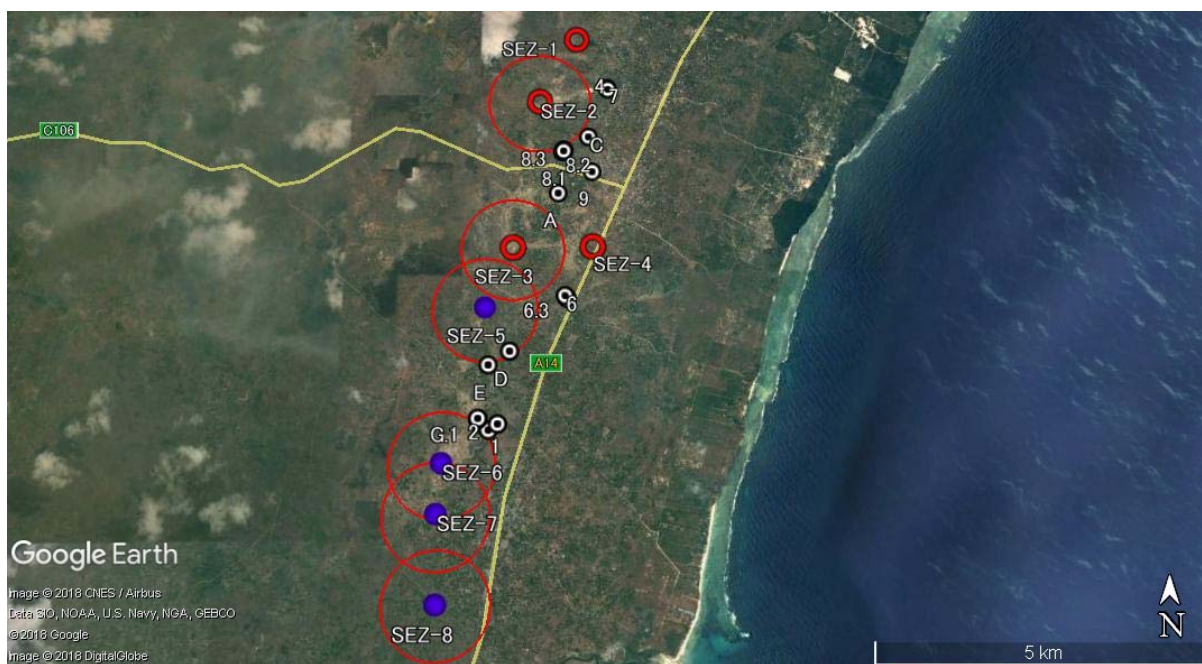 SEZ-1
4
7
SEZ-2
C106
C
8.3
8.2
8.1
9
A
SEZ-4
SEZ-3
6
6.3
SEZ-5
A14
D
E
G.1
2
1
SEZ-6
SEZ-7
Google Earth
Image © 2018 CNES / Airbus
Data SIO, NOAA, U.S. Navy, NGA, GEBCO
© 2018 Google
Image © 2018 DigitalGlobe
SEZ-8
N
5 km